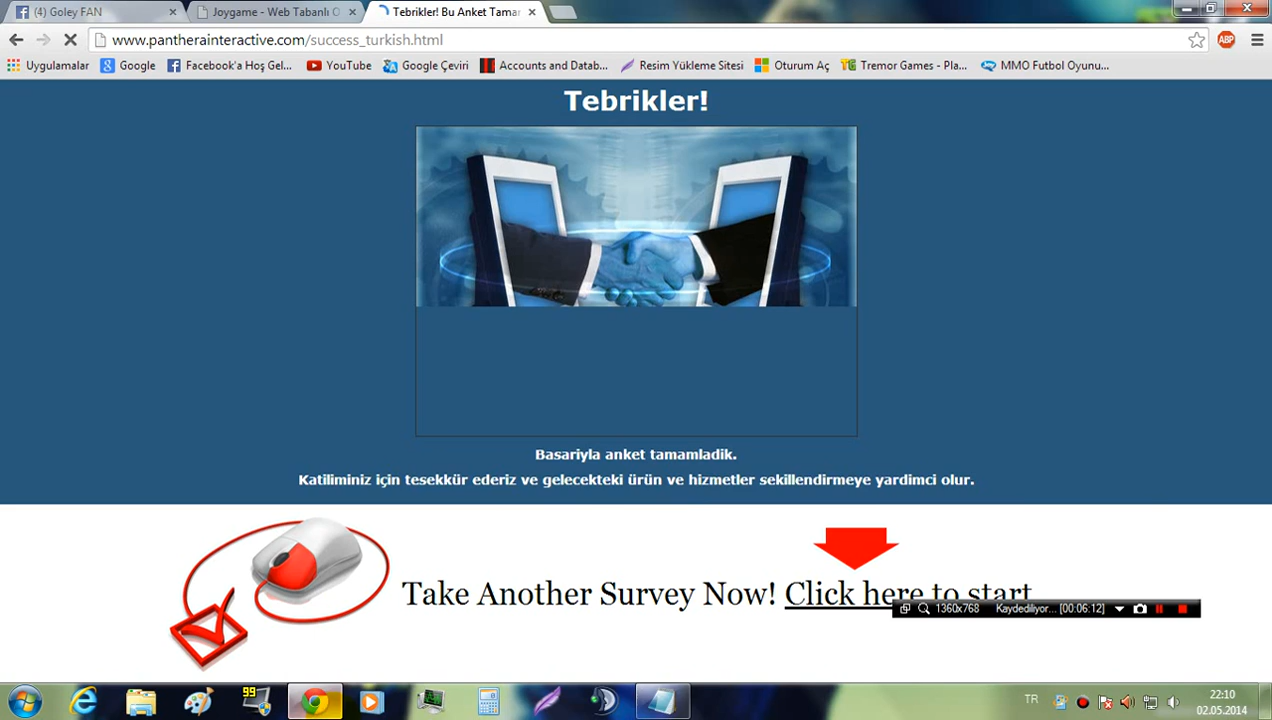 (4) Goley FAN
Joygame - Web Tabanlı O
Tebrikler! Bu Anket Tamar
www.pantherainteractive.com/success_turkish.html
ABP
Uygulamalar
Google
Facebook'a Hoş Gel...
YouTube
Google Çeviri
Accounts and Datab...
Resim Yükleme Sitesi
Oturum Aç
TG
Tremor Games - Pla...
MMO Futbol Oyunu...
Tebrikler!
Basariyla anket tamamladik.
Katiliminiz için tesekkür ederiz ve gelecekteki ürün ve hizmetler sekillendirmeye yardimci olur.
Take Another Survey Now! Click here to start
1360x768 Kaydediliyor... [00:06:12]
99
TR
22:10
02.05.2014